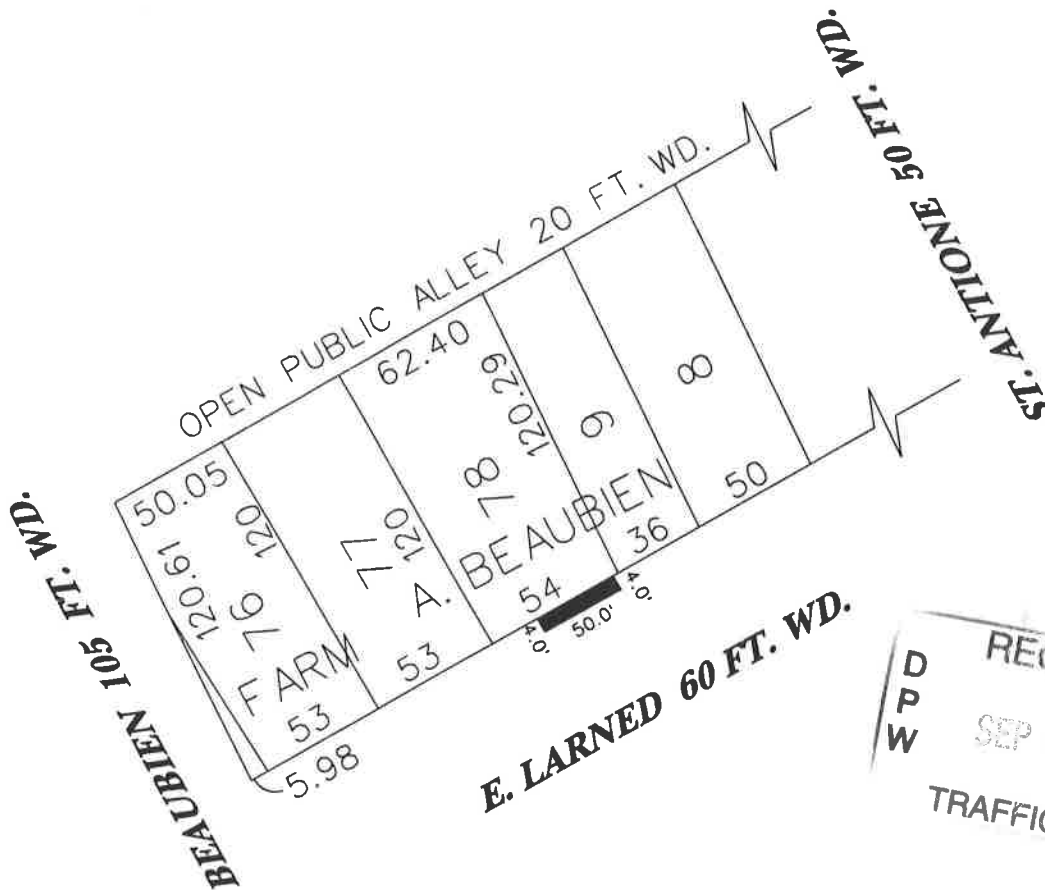 ST. ANTIONE 50 FT. WD.
OPEN PUBLIC ALLEY 20 FT. WD.
50.05
62.40
120.61
76
120
77
120
78
120.29
9
8
FARM A. BEAUBIEN
53
53
54
36
50
5.98
4.0'
50.0'
4.0'
BEAUBIEN 105 FT. WD.
E. LARNED 60 FT. WD.
D
P
W
SEP
TRAFFIC